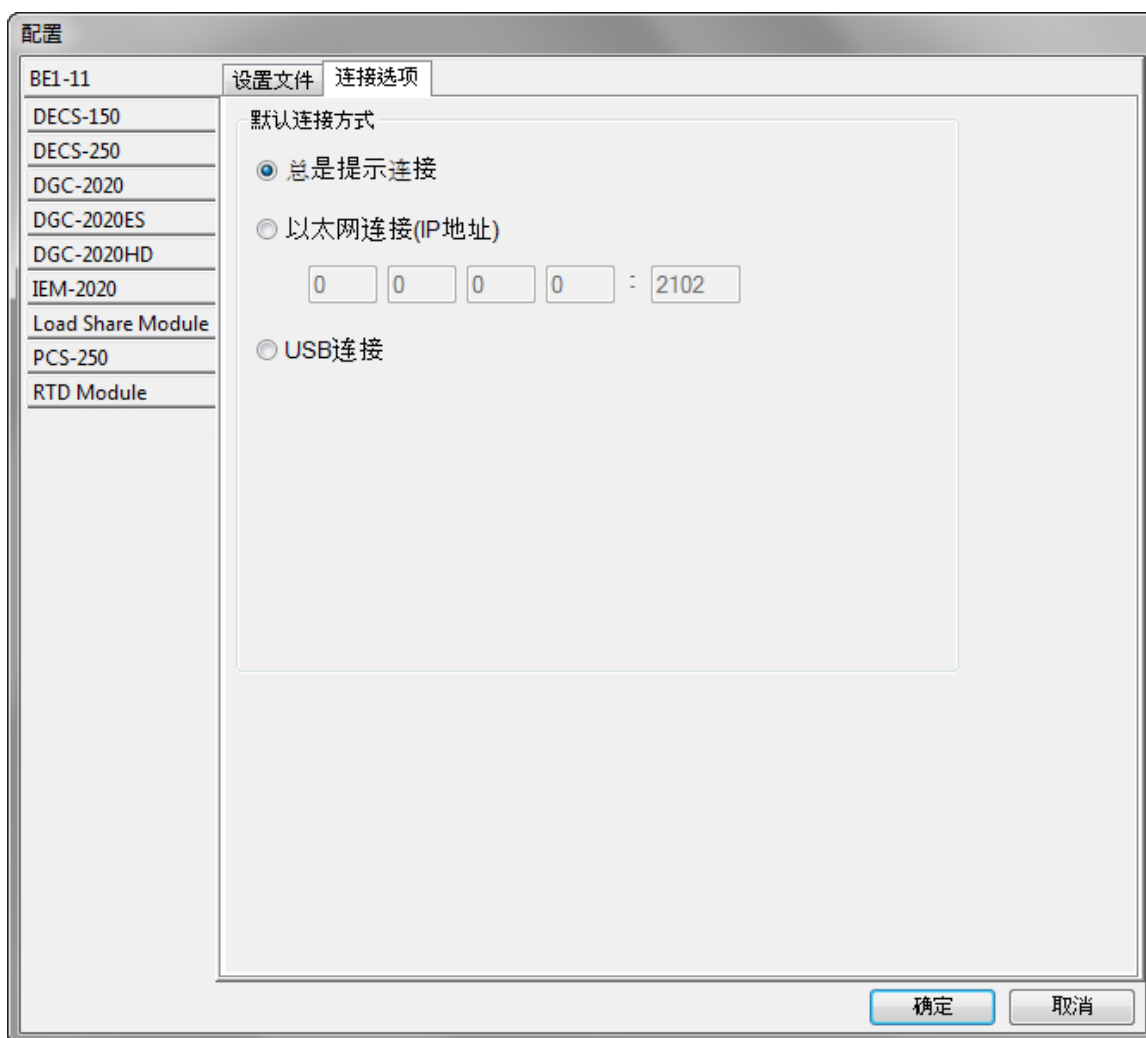 配置
BE1-11
DECS-150
DECS-250
DGC-2020
DGC-2020ES
DGC-2020HD
IEM-2020
Load Share Module
PCS-250
RTD Module
设置文件 连接选项
默认连接方式
总是提示连接
以太网连接(IP地址)
0 0 0 0 : 2102
USB连接
确定 取消